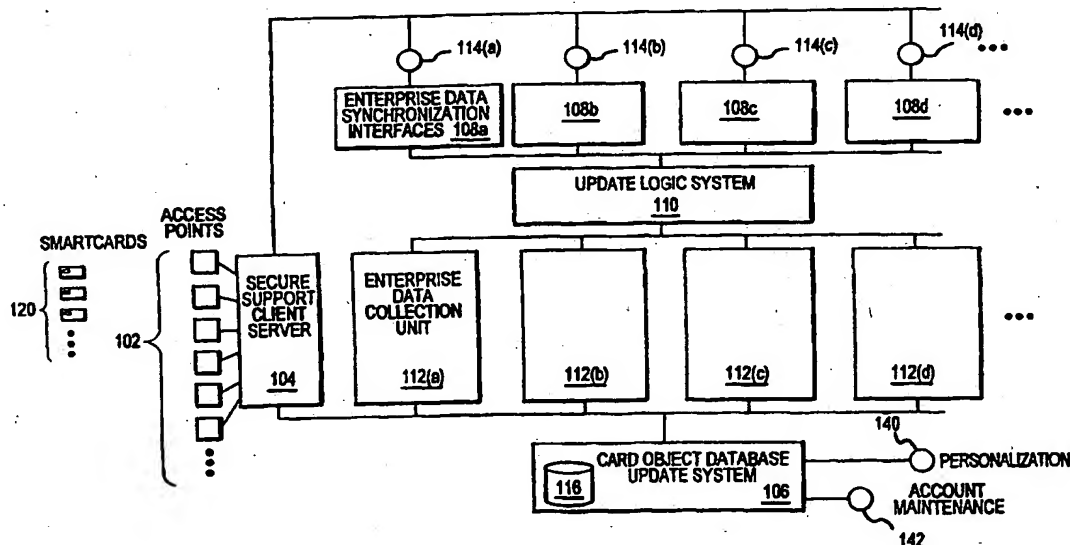 114(a)
114(b)
114(c)
114(d)
ENTERPRISE DATA
SYNCHRONIZATION
INTERFACES 108a
108b
108c
108d
UPDATE LOGIC SYSTEM
110
SMARTCARDS
120
ACCESS
POINTS
102
SECURE
SUPPORT
CLIENT
SERVER
104
ENTERPRISE
DATA
COLLECTION
UNIT
112(a)
112(b)
112(c)
112(d)
CARD OBJECT DATABASE
UPDATE SYSTEM
116
106
140
PERSONALIZATION
ACCOUNT
MAINTENANCE
142